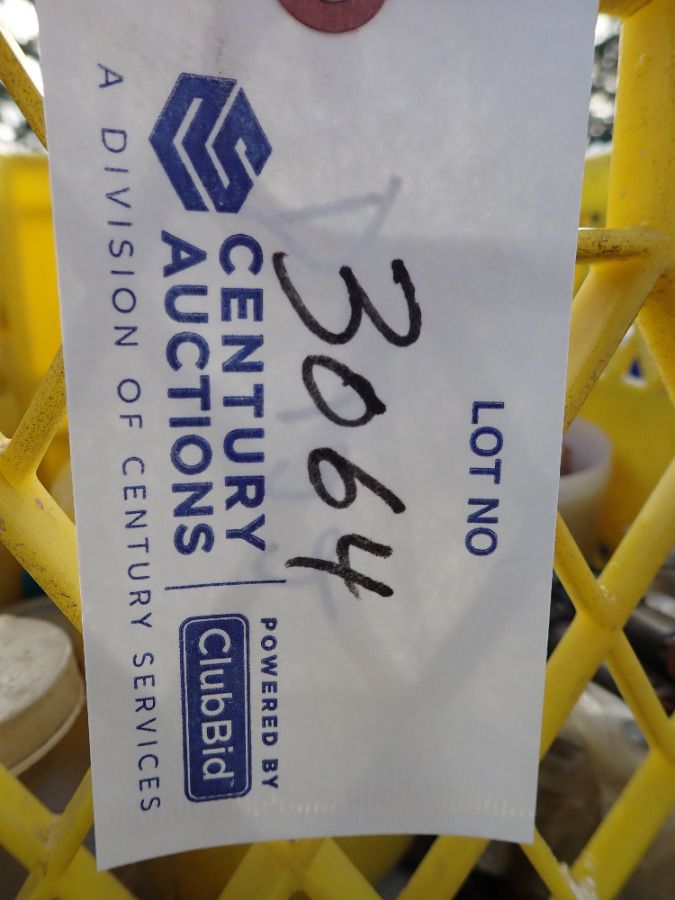 LOT NO
3064
CENTURY
AUCTIONS
POWERED BY
ClubBid
A DIVISION OF CENTURY SERVICES